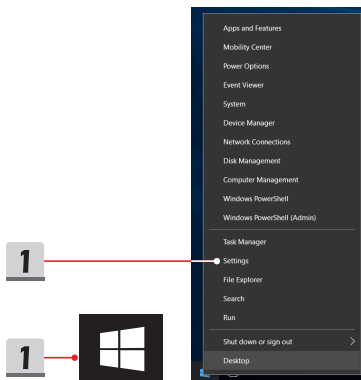 Apps and Features
Mobility Center
Power Options
Event Viewer
System
Device Manager
Network Connections
Disk Management
Computer Management
Windows PowerShell
Windows PowerShell (Admin)
Task Manager
1
Settings
File Explorer
Search
Run
Shut down or sign out
1
Desktop